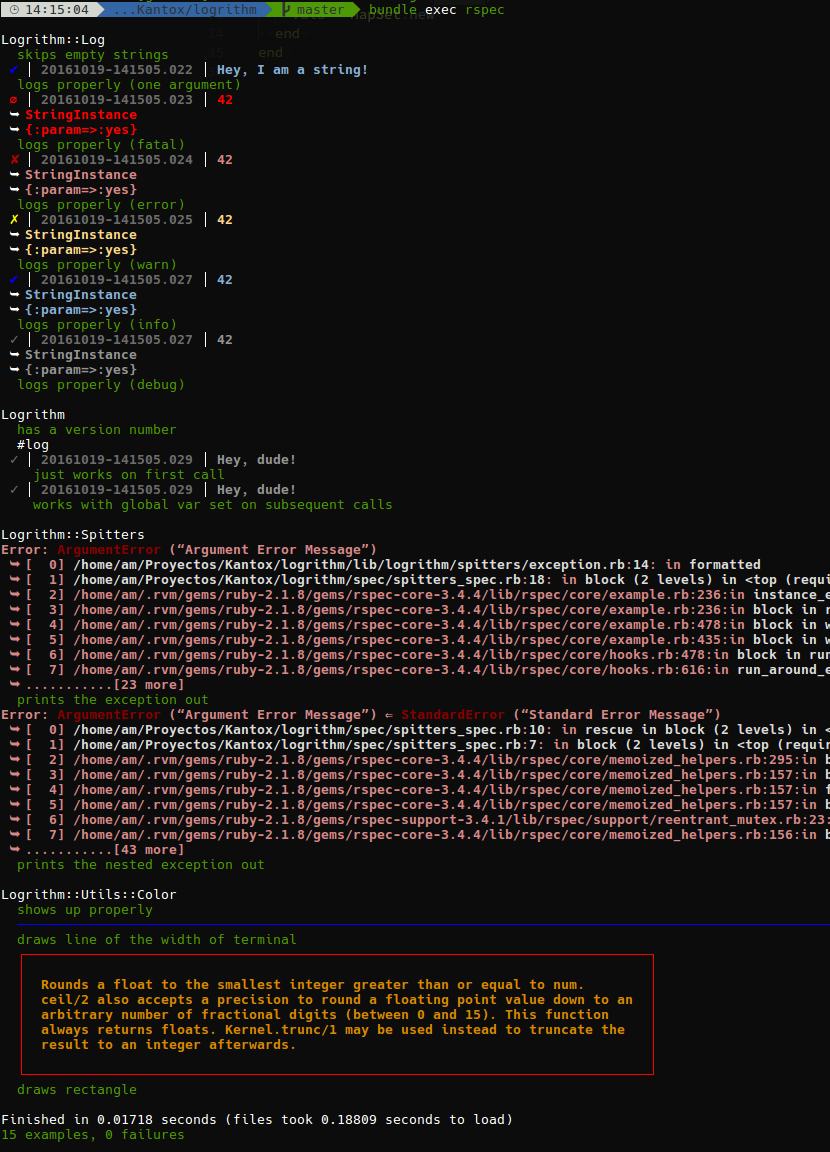 14:15:04 ...Kantox/logrithm master bundle exec rspec
Logrithm::Log
skips empty strings
✔ | 20161019-141505.022 | Hey, I am a string!
logs properly (one argument)
⌀ | 20161019-141505.023 | 42
➥ StringInstance
➥ {:param=>:yes}
logs properly (fatal)
✘ | 20161019-141505.024 | 42
➥ StringInstance
➥ {:param=>:yes}
logs properly (error)
✗ | 20161019-141505.025 | 42
➥ StringInstance
➥ {:param=>:yes}
logs properly (warn)
✔ | 20161019-141505.027 | 42
➥ StringInstance
➥ {:param=>:yes}
logs properly (info)
✓ | 20161019-141505.027 | 42
➥ StringInstance
➥ {:param=>:yes}
logs properly (debug)
Logrithm
has a version number
#log
✓ | 20161019-141505.029 | Hey, dude!
just works on first call
✓ | 20161019-141505.029 | Hey, dude!
works with global var set on subsequent calls
Logrithm::Spitters
Error: ArgumentError (“Argument Error Message”)
➥ [  0] /home/am/Proyectos/Kantox/logrithm/lib/logrithm/spitters/exception.rb:14: in formatted
➥ [  1] /home/am/Proyectos/Kantox/logrithm/spec/spitters_spec.rb:18: in block (2 levels) in <top (requi
➥ [  2] /home/am/.rvm/gems/ruby-2.1.8/gems/rspec-core-3.4.4/lib/rspec/core/example.rb:236:in instance_e
➥ [  3] /home/am/.rvm/gems/ruby-2.1.8/gems/rspec-core-3.4.4/lib/rspec/core/example.rb:236:in block in r
➥ [  4] /home/am/.rvm/gems/ruby-2.1.8/gems/rspec-core-3.4.4/lib/rspec/core/example.rb:478:in block in w
➥ [  5] /home/am/.rvm/gems/ruby-2.1.8/gems/rspec-core-3.4.4/lib/rspec/core/example.rb:435:in block in w
➥ [  6] /home/am/.rvm/gems/ruby-2.1.8/gems/rspec-core-3.4.4/lib/rspec/core/hooks.rb:478:in block in run
➥ [  7] /home/am/.rvm/gems/ruby-2.1.8/gems/rspec-core-3.4.4/lib/rspec/core/hooks.rb:616:in run_around_e
➥ ...........[23 more]
prints the exception out
Error: ArgumentError (“Argument Error Message”) ⇐ StandardError (“Standard Error Message”)
➥ [  0] /home/am/Proyectos/Kantox/logrithm/spec/spitters_spec.rb:10: in rescue in block (2 levels) in <
➥ [  1] /home/am/Proyectos/Kantox/logrithm/spec/spitters_spec.rb:7: in block (2 levels) in <top (requir
➥ [  2] /home/am/.rvm/gems/ruby-2.1.8/gems/rspec-core-3.4.4/lib/rspec/core/memoized_helpers.rb:295:in b
➥ [  3] /home/am/.rvm/gems/ruby-2.1.8/gems/rspec-core-3.4.4/lib/rspec/core/memoized_helpers.rb:157:in b
➥ [  4] /home/am/.rvm/gems/ruby-2.1.8/gems/rspec-core-3.4.4/lib/rspec/core/memoized_helpers.rb:157:in f
➥ [  5] /home/am/.rvm/gems/ruby-2.1.8/gems/rspec-core-3.4.4/lib/rspec/core/memoized_helpers.rb:157:in b
➥ [  6] /home/am/.rvm/gems/ruby-2.1.8/gems/rspec-support-3.4.1/lib/rspec/support/reentrant_mutex.rb:23:
➥ [  7] /home/am/.rvm/gems/ruby-2.1.8/gems/rspec-core-3.4.4/lib/rspec/core/memoized_helpers.rb:156:in b
➥ ...........[43 more]
prints the nested exception out
Logrithm::Utils::Color
shows up properly
draws line of the width of terminal
Rounds a float to the smallest integer greater than or equal to num.
ceil/2 also accepts a precision to round a floating point value down to an
arbitrary number of fractional digits (between 0 and 15). This function
always returns floats. Kernel.trunc/1 may be used instead to truncate the
result to an integer afterwards.
draws rectangle
Finished in 0.01718 seconds (files took 0.18809 seconds to load)
15 examples, 0 failures